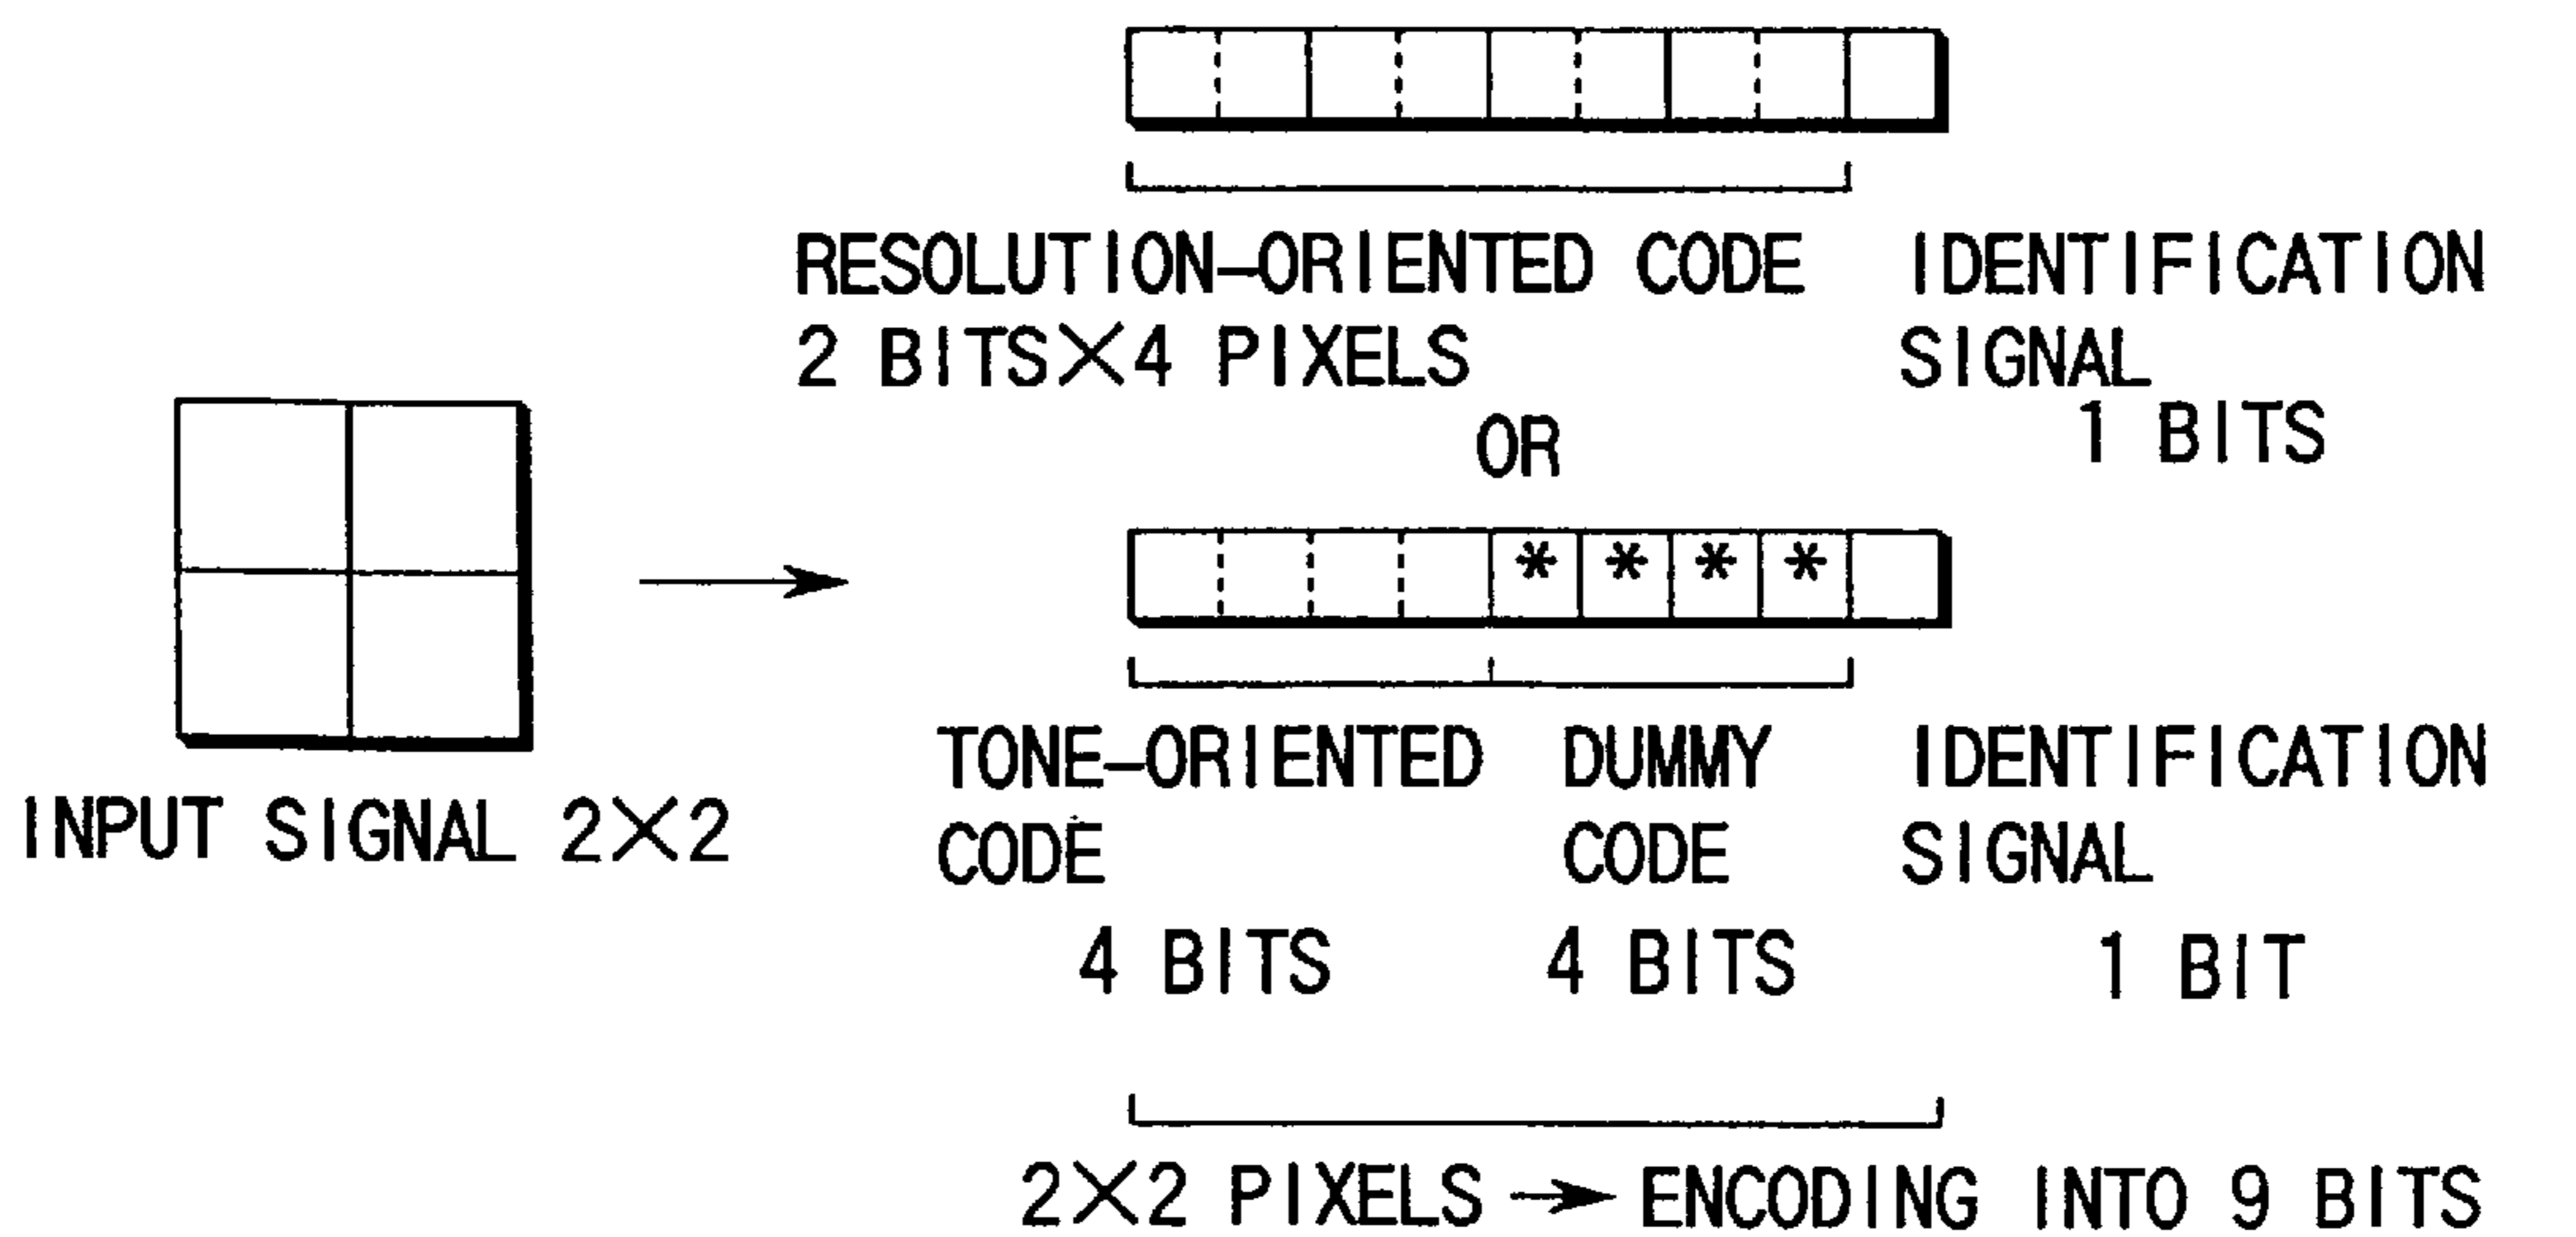 RESOLUTION-ORIENTED CODE
2 BITS×4 PIXELS
IDENTIFICATION
SIGNAL
1 BITS
OR
* * * *
TONE-ORIENTED
CODE
4 BITS
DUMMY
CODE
4 BITS
IDENTIFICATION
SIGNAL
1 BIT
INPUT SIGNAL 2×2
2×2 PIXELS → ENCODING INTO 9 BITS